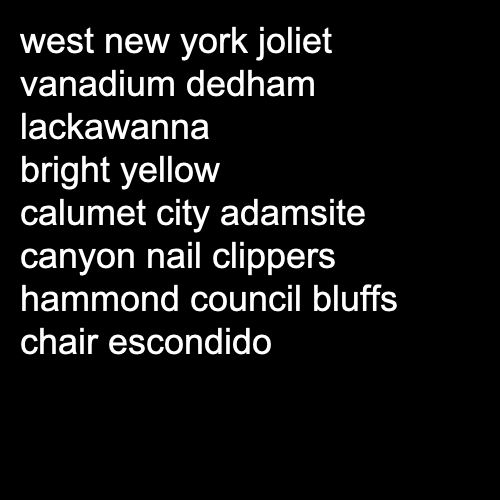 west new york joliet
vanadium dedham
lackawanna
bright yellow
calumet city adamsite
canyon nail clippers
hammond council bluffs
chair escondido